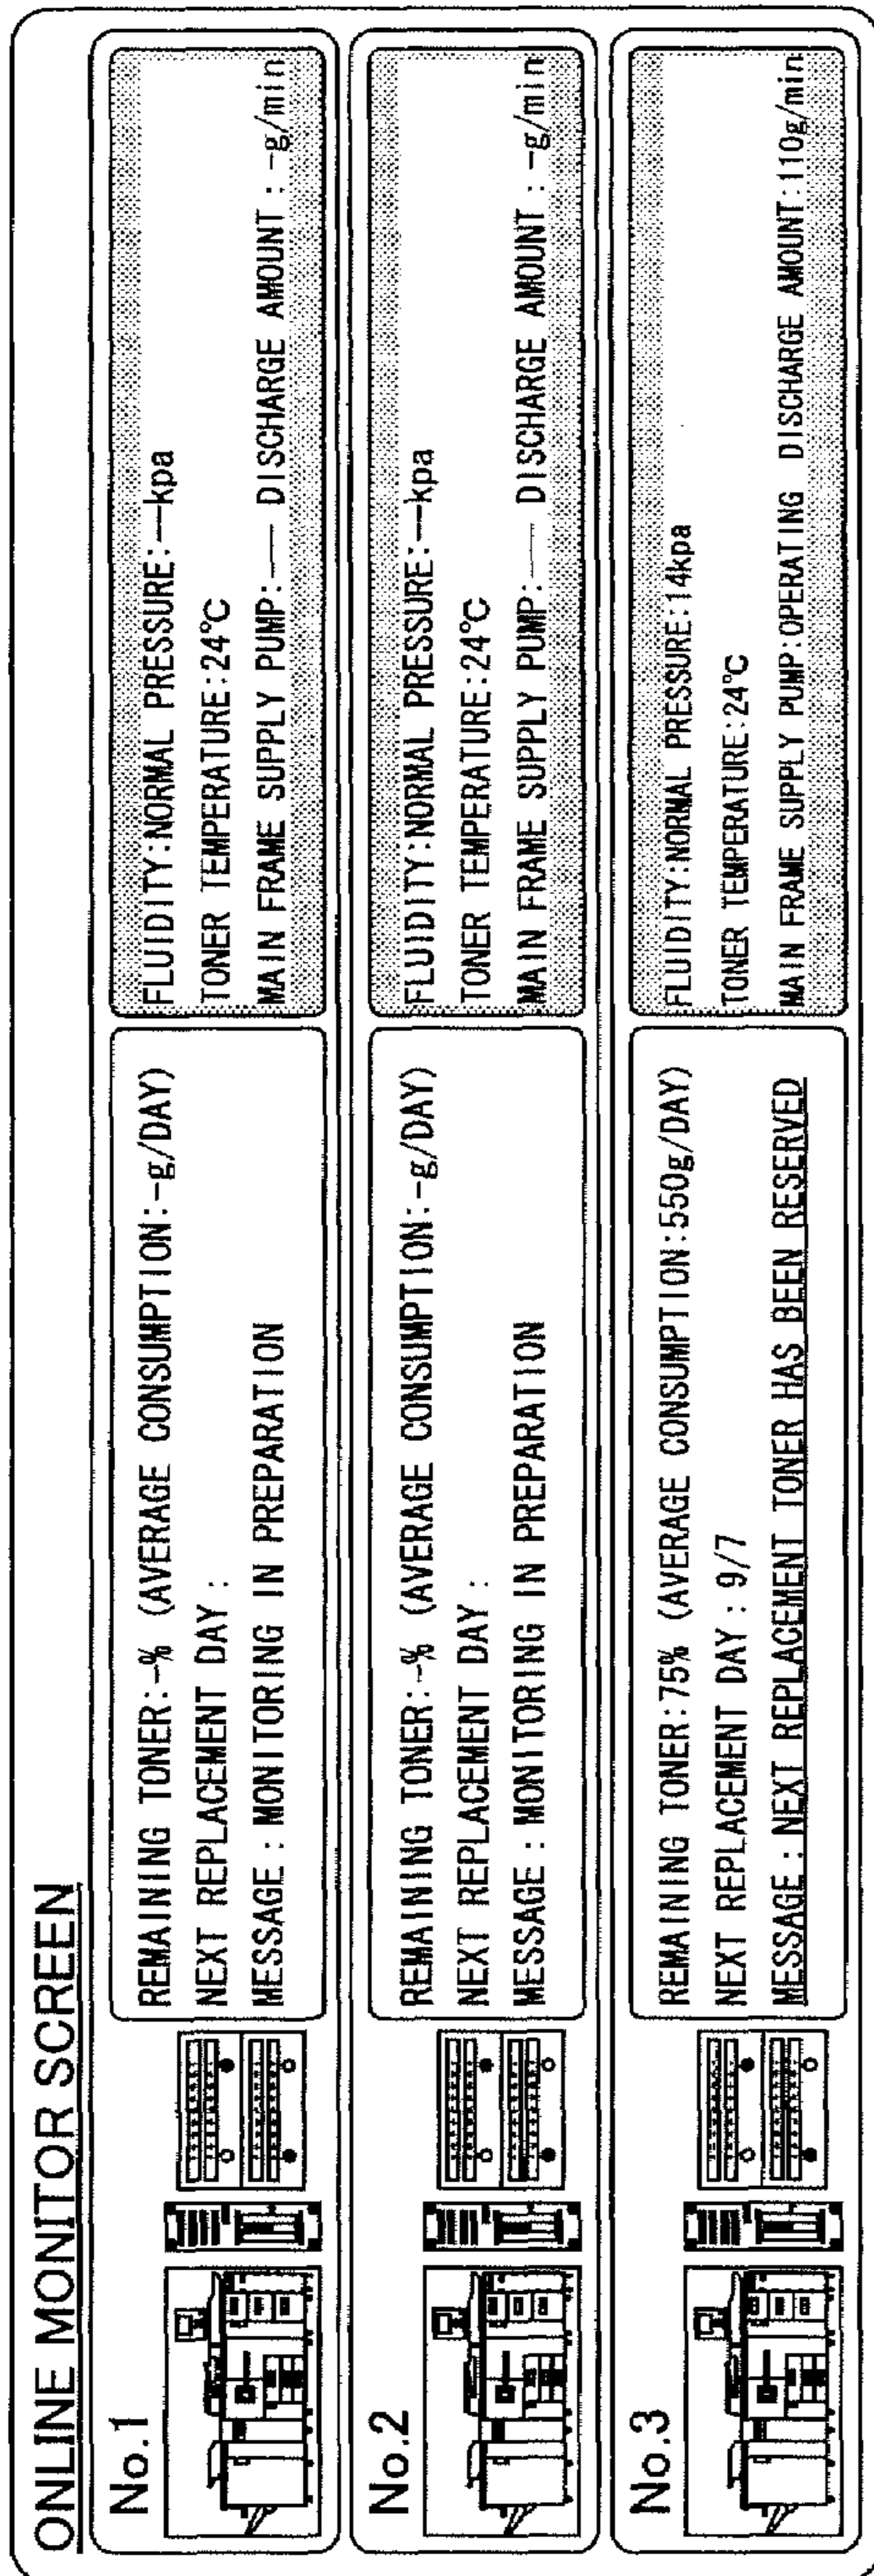 ONLINE MONITOR SCREEN
No.1
REMAINING TONER:-% (AVERAGE CONSUMPTION:-g/DAY)
NEXT REPLACEMENT DAY:
MESSAGE: MONITORING IN PREPARATION
FLUIDITY:NORMAL PRESSURE:—kpa
TONER TEMPERATURE:24℃
MAIN FRAME SUPPLY PUMP:— DISCHARGE AMOUNT:-g/min
No.2
REMAINING TONER:-% (AVERAGE CONSUMPTION:-g/DAY)
NEXT REPLACEMENT DAY:
MESSAGE: MONITORING IN PREPARATION
FLUIDITY:NORMAL PRESSURE:—kpa
TONER TEMPERATURE:24℃
MAIN FRAME SUPPLY PUMP:— DISCHARGE AMOUNT:-g/min
No.3
REMAINING TONER:75% (AVERAGE CONSUMPTION:550g/DAY)
NEXT REPLACEMENT DAY: 9/7
MESSAGE: NEXT REPLACEMENT TONER HAS BEEN RESERVED
FLUIDITY:NORMAL PRESSURE:14kpa
TONER TEMPERATURE:24℃
MAIN FRAME SUPPLY PUMP:OPERATING DISCHARGE AMOUNT:110g/min